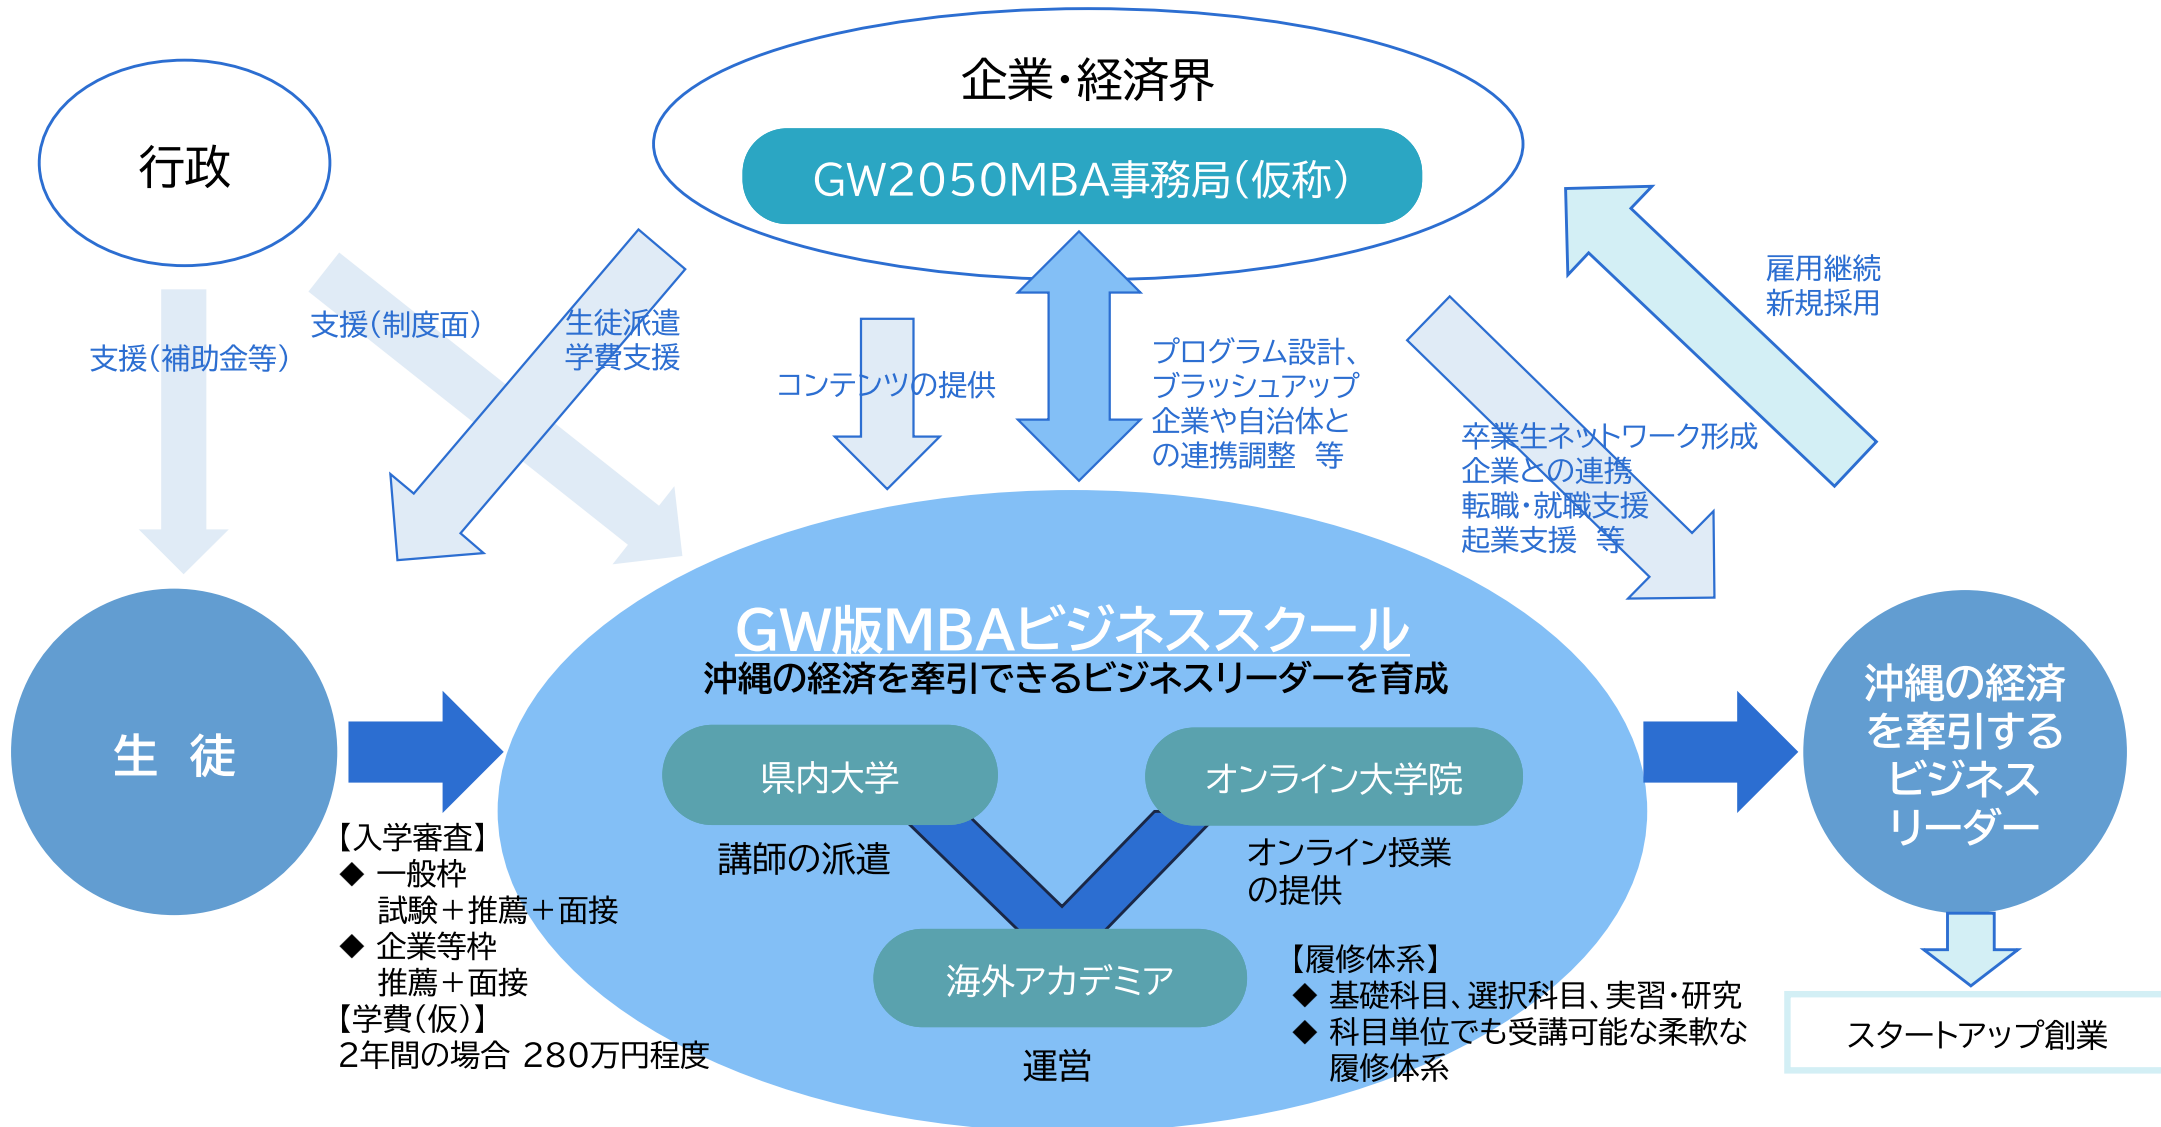 企業・経済界
GW2050MBA事務局（仮称）
行政
支援（補助金等）
支援（制度面）
生徒派遣
学費支援
コンテンツの提供
プログラム設計、
ブラッシュアップ
企業や自治体と
の連携調整　等
卒業生ネットワーク形成
企業との連携
転職・就職支援
起業支援　等
雇用継続
新規採用
生　徒
【入学審査】
◆ 一般枠
試験＋推薦＋面接
◆ 企業等枠
推薦＋面接
【学費（仮）】
2年間の場合 280万円程度
GW版MBAビジネススクール
沖縄の経済を牽引できるビジネスリーダーを育成
県内大学
講師の派遣
オンライン大学院
オンライン授業
の提供
海外アカデミア
運営
【履修体系】
◆ 基礎科目、選択科目、実習・研究
◆ 科目単位でも受講可能な柔軟な
履修体系
沖縄の経済
を牽引する
ビジネス
リーダー
スタートアップ創業